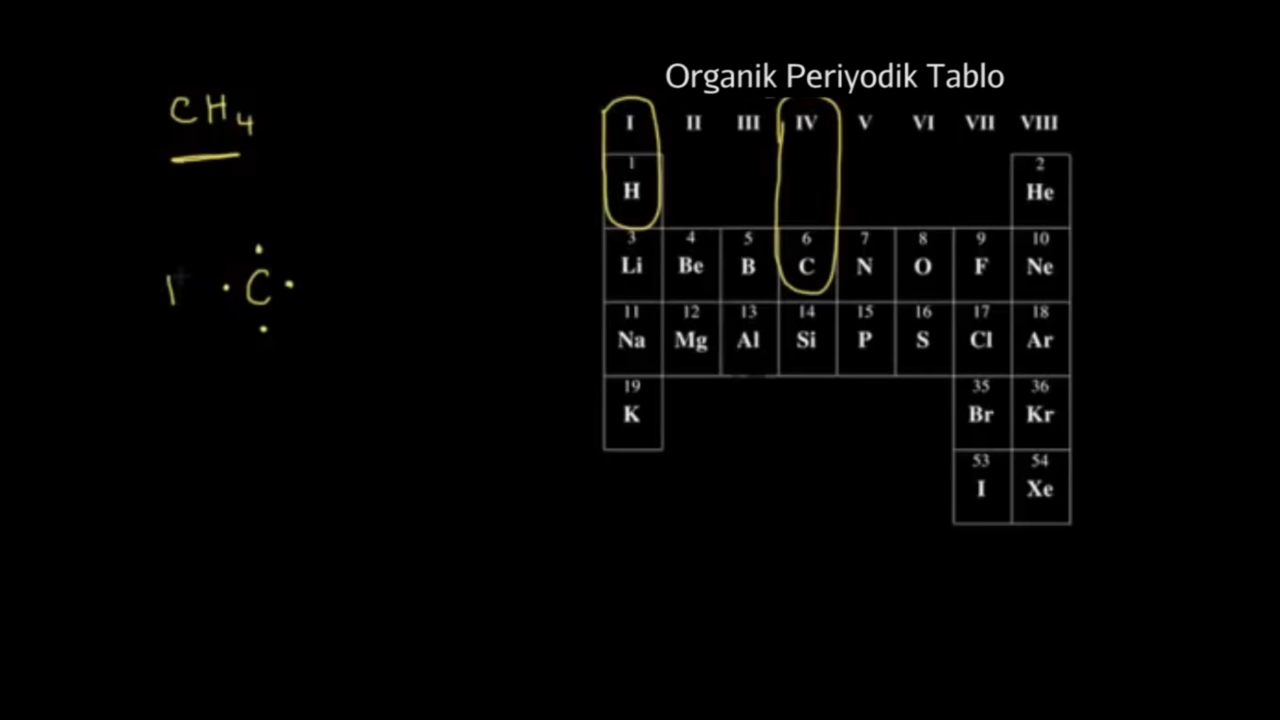 CH4
· C ·
Organik Periyodik Tablo
I II III IV V VI VII VIII
1 2
H He
3 4 5 6 7 8 9 10
Li Be B C N O F Ne
11 12 13 14 15 16 17 18
Na Mg Al Si P S Cl Ar
19 35 36
K Br Kr
53 54
I Xe